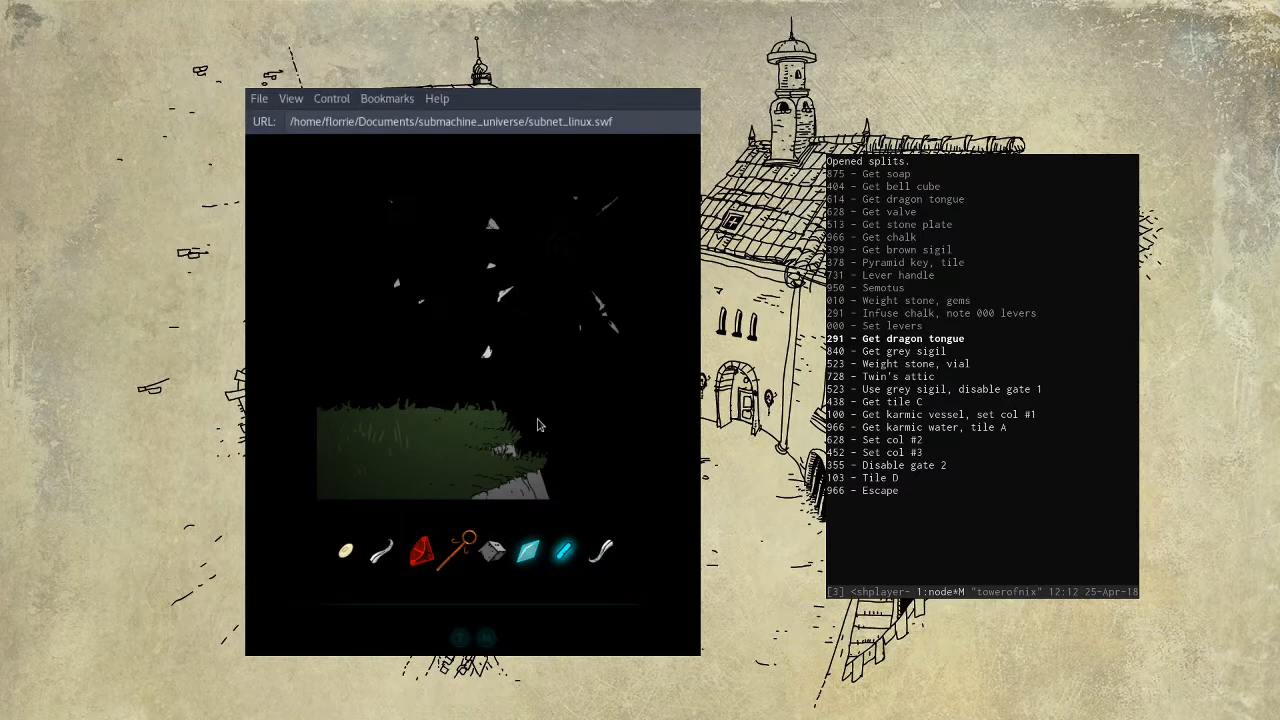 File View Control Bookmarks Help
URL: /home/florrie/Documents/submachine_universe/subnet_linux.swf
Opened splits.
875 - Get soap
404 - Get bell cube
614 - Get dragon tongue
628 - Get valve
513 - Get stone plate
966 - Get chalk
399 - Get brown sigil
378 - Pyramid key, tile
731 - Lever handle
950 - Semotus
010 - Weight stone, gems
291 - Infuse chalk, note 000 levers
000 - Set levers
291 - Get dragon tongue
840 - Get grey sigil
523 - Weight stone, vial
728 - Twin's attic
523 - Use grey sigil, disable gate 1
438 - Get tile C
100 - Get karmic vessel, set col #1
966 - Get karmic water, tile A
628 - Set col #2
452 - Set col #3
355 - Disable gate 2
103 - Tile D
966 - Escape
[3] <shplayer- 1:node*M "towerofnix" 12:12 25-Apr-18